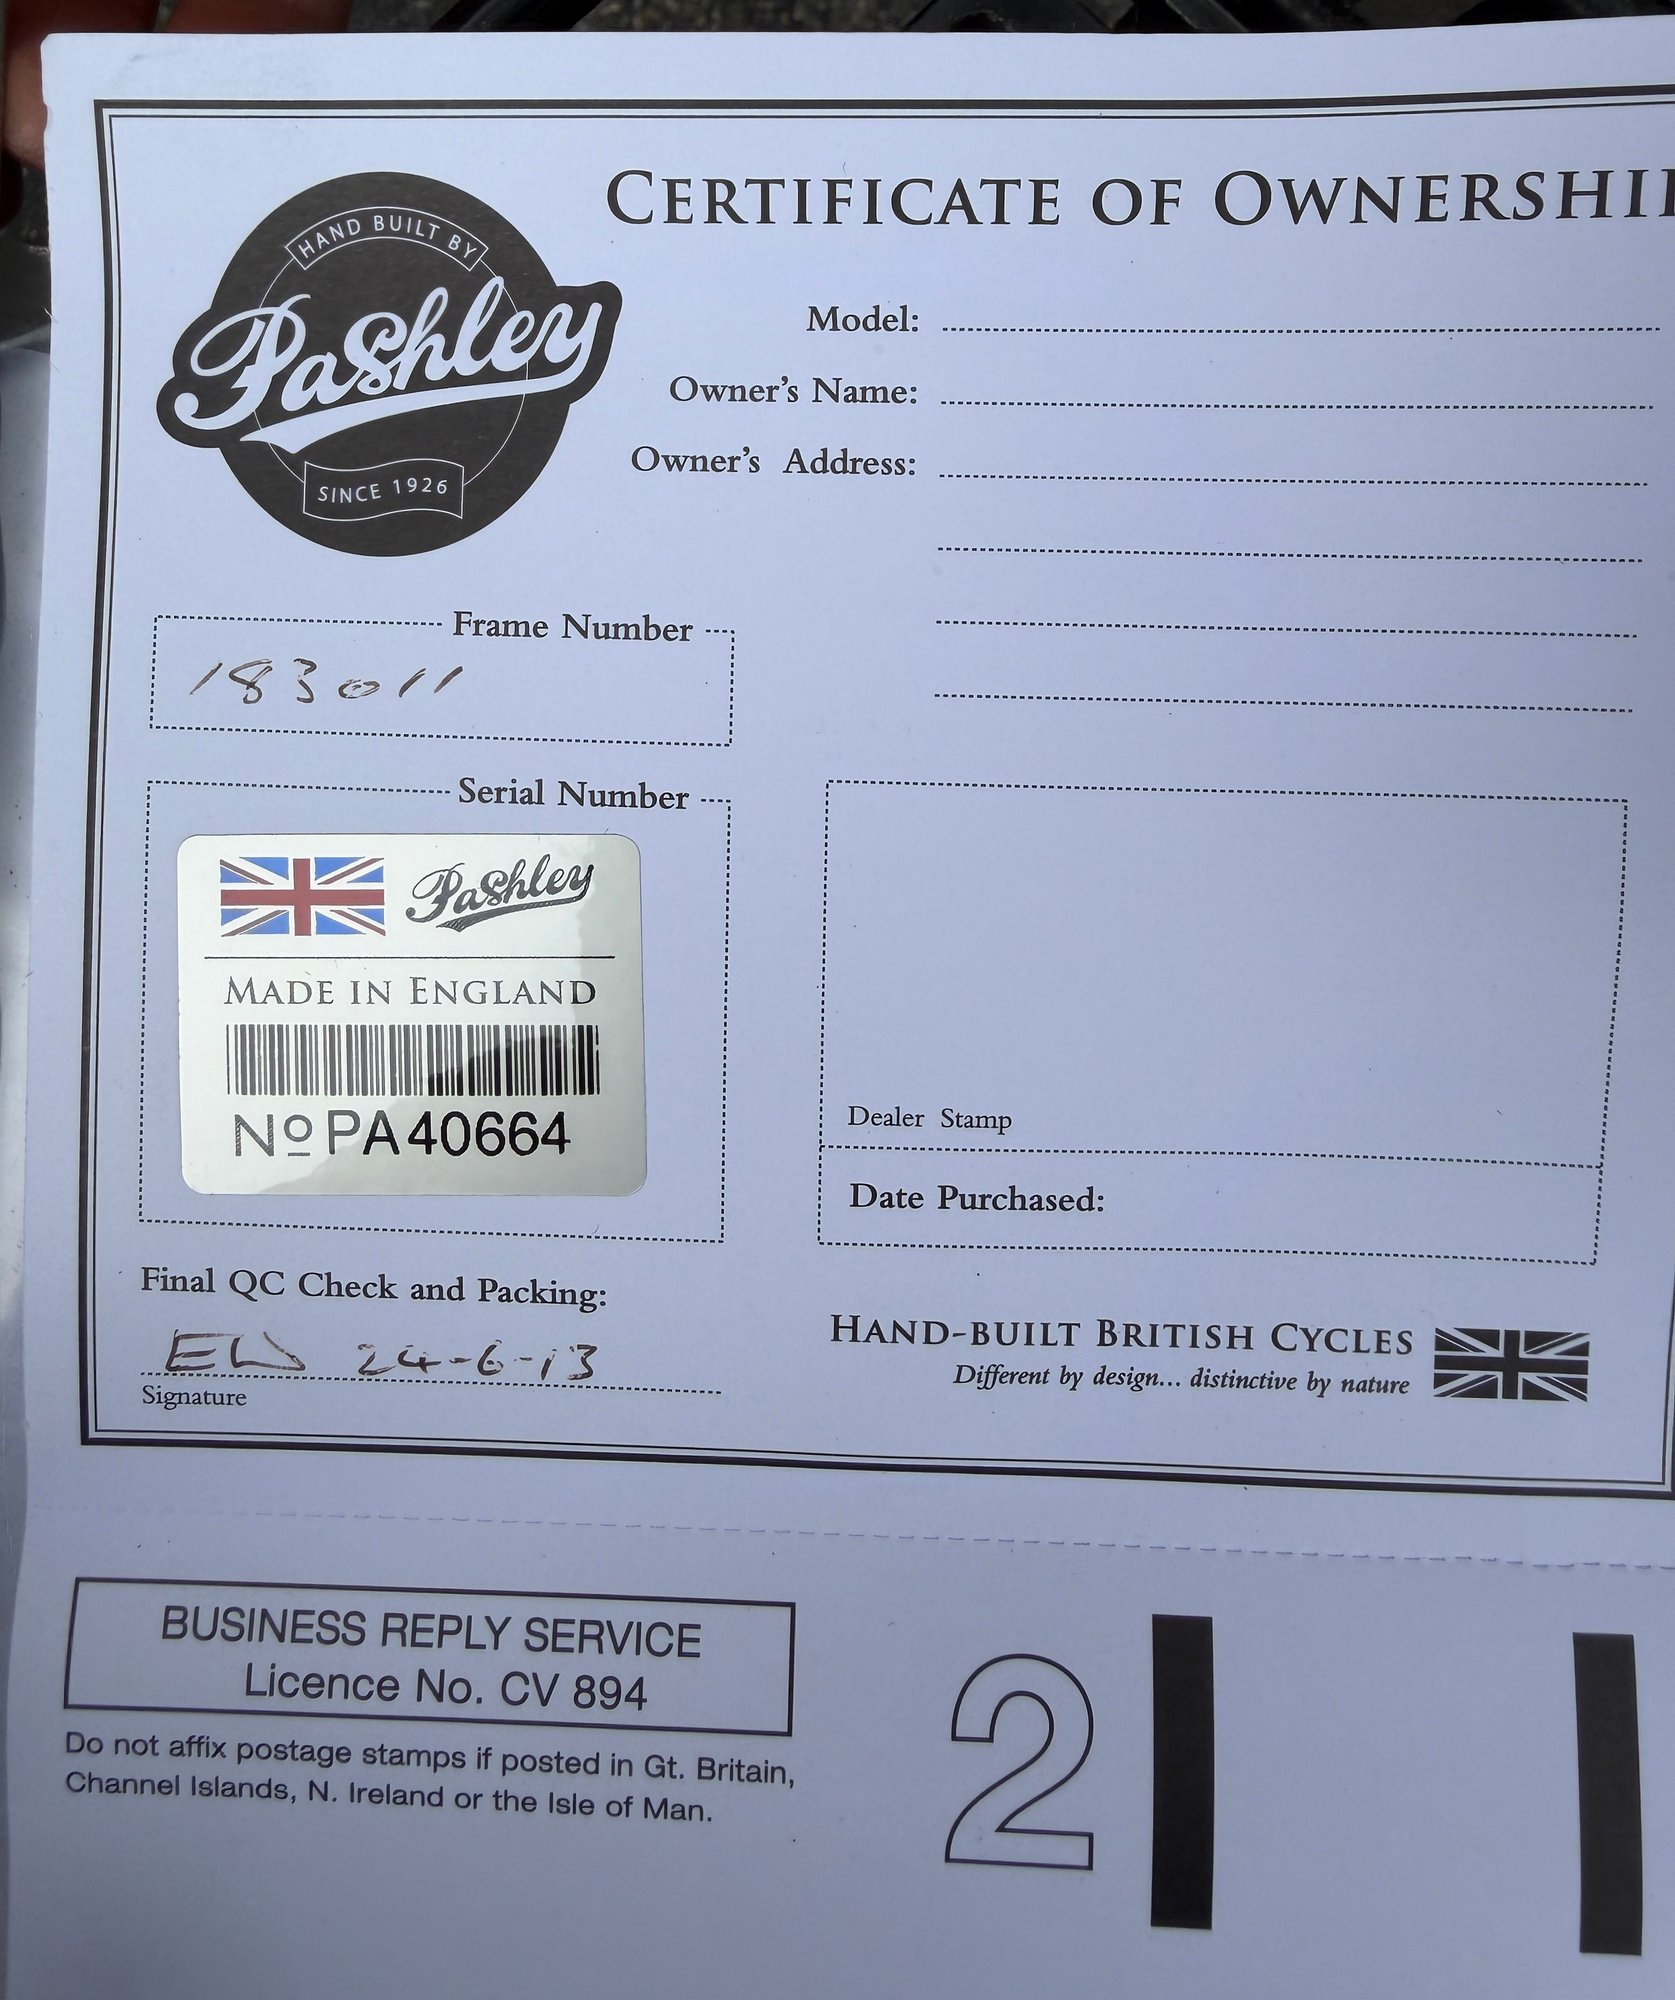 HAND BUILT BY
Pashley
SINCE 1926
CERTIFICATE OF OWNERSHI
Model:
Owner's Name:
Owner's Address:
Frame Number
183011
Serial Number
Pashley
MADE IN ENGLAND
No PA40664
Dealer Stamp
Date Purchased:
Final QC Check and Packing:
24-6-13
Signature
HAND-BUILT BRITISH CYCLES
Different by design... distinctive by nature
BUSINESS REPLY SERVICE
Licence No. CV 894
Do not affix postage stamps if posted in Gt. Britain,
Channel Islands, N. Ireland or the Isle of Man.
2